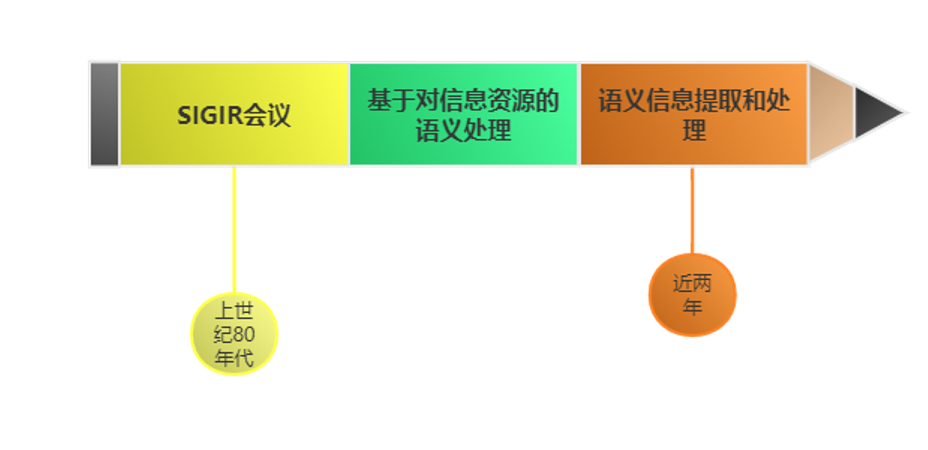 SIGIR会议
基于对信息资源的
语义处理
语义信息提取和处
理
上世
纪80
年代
近两
年